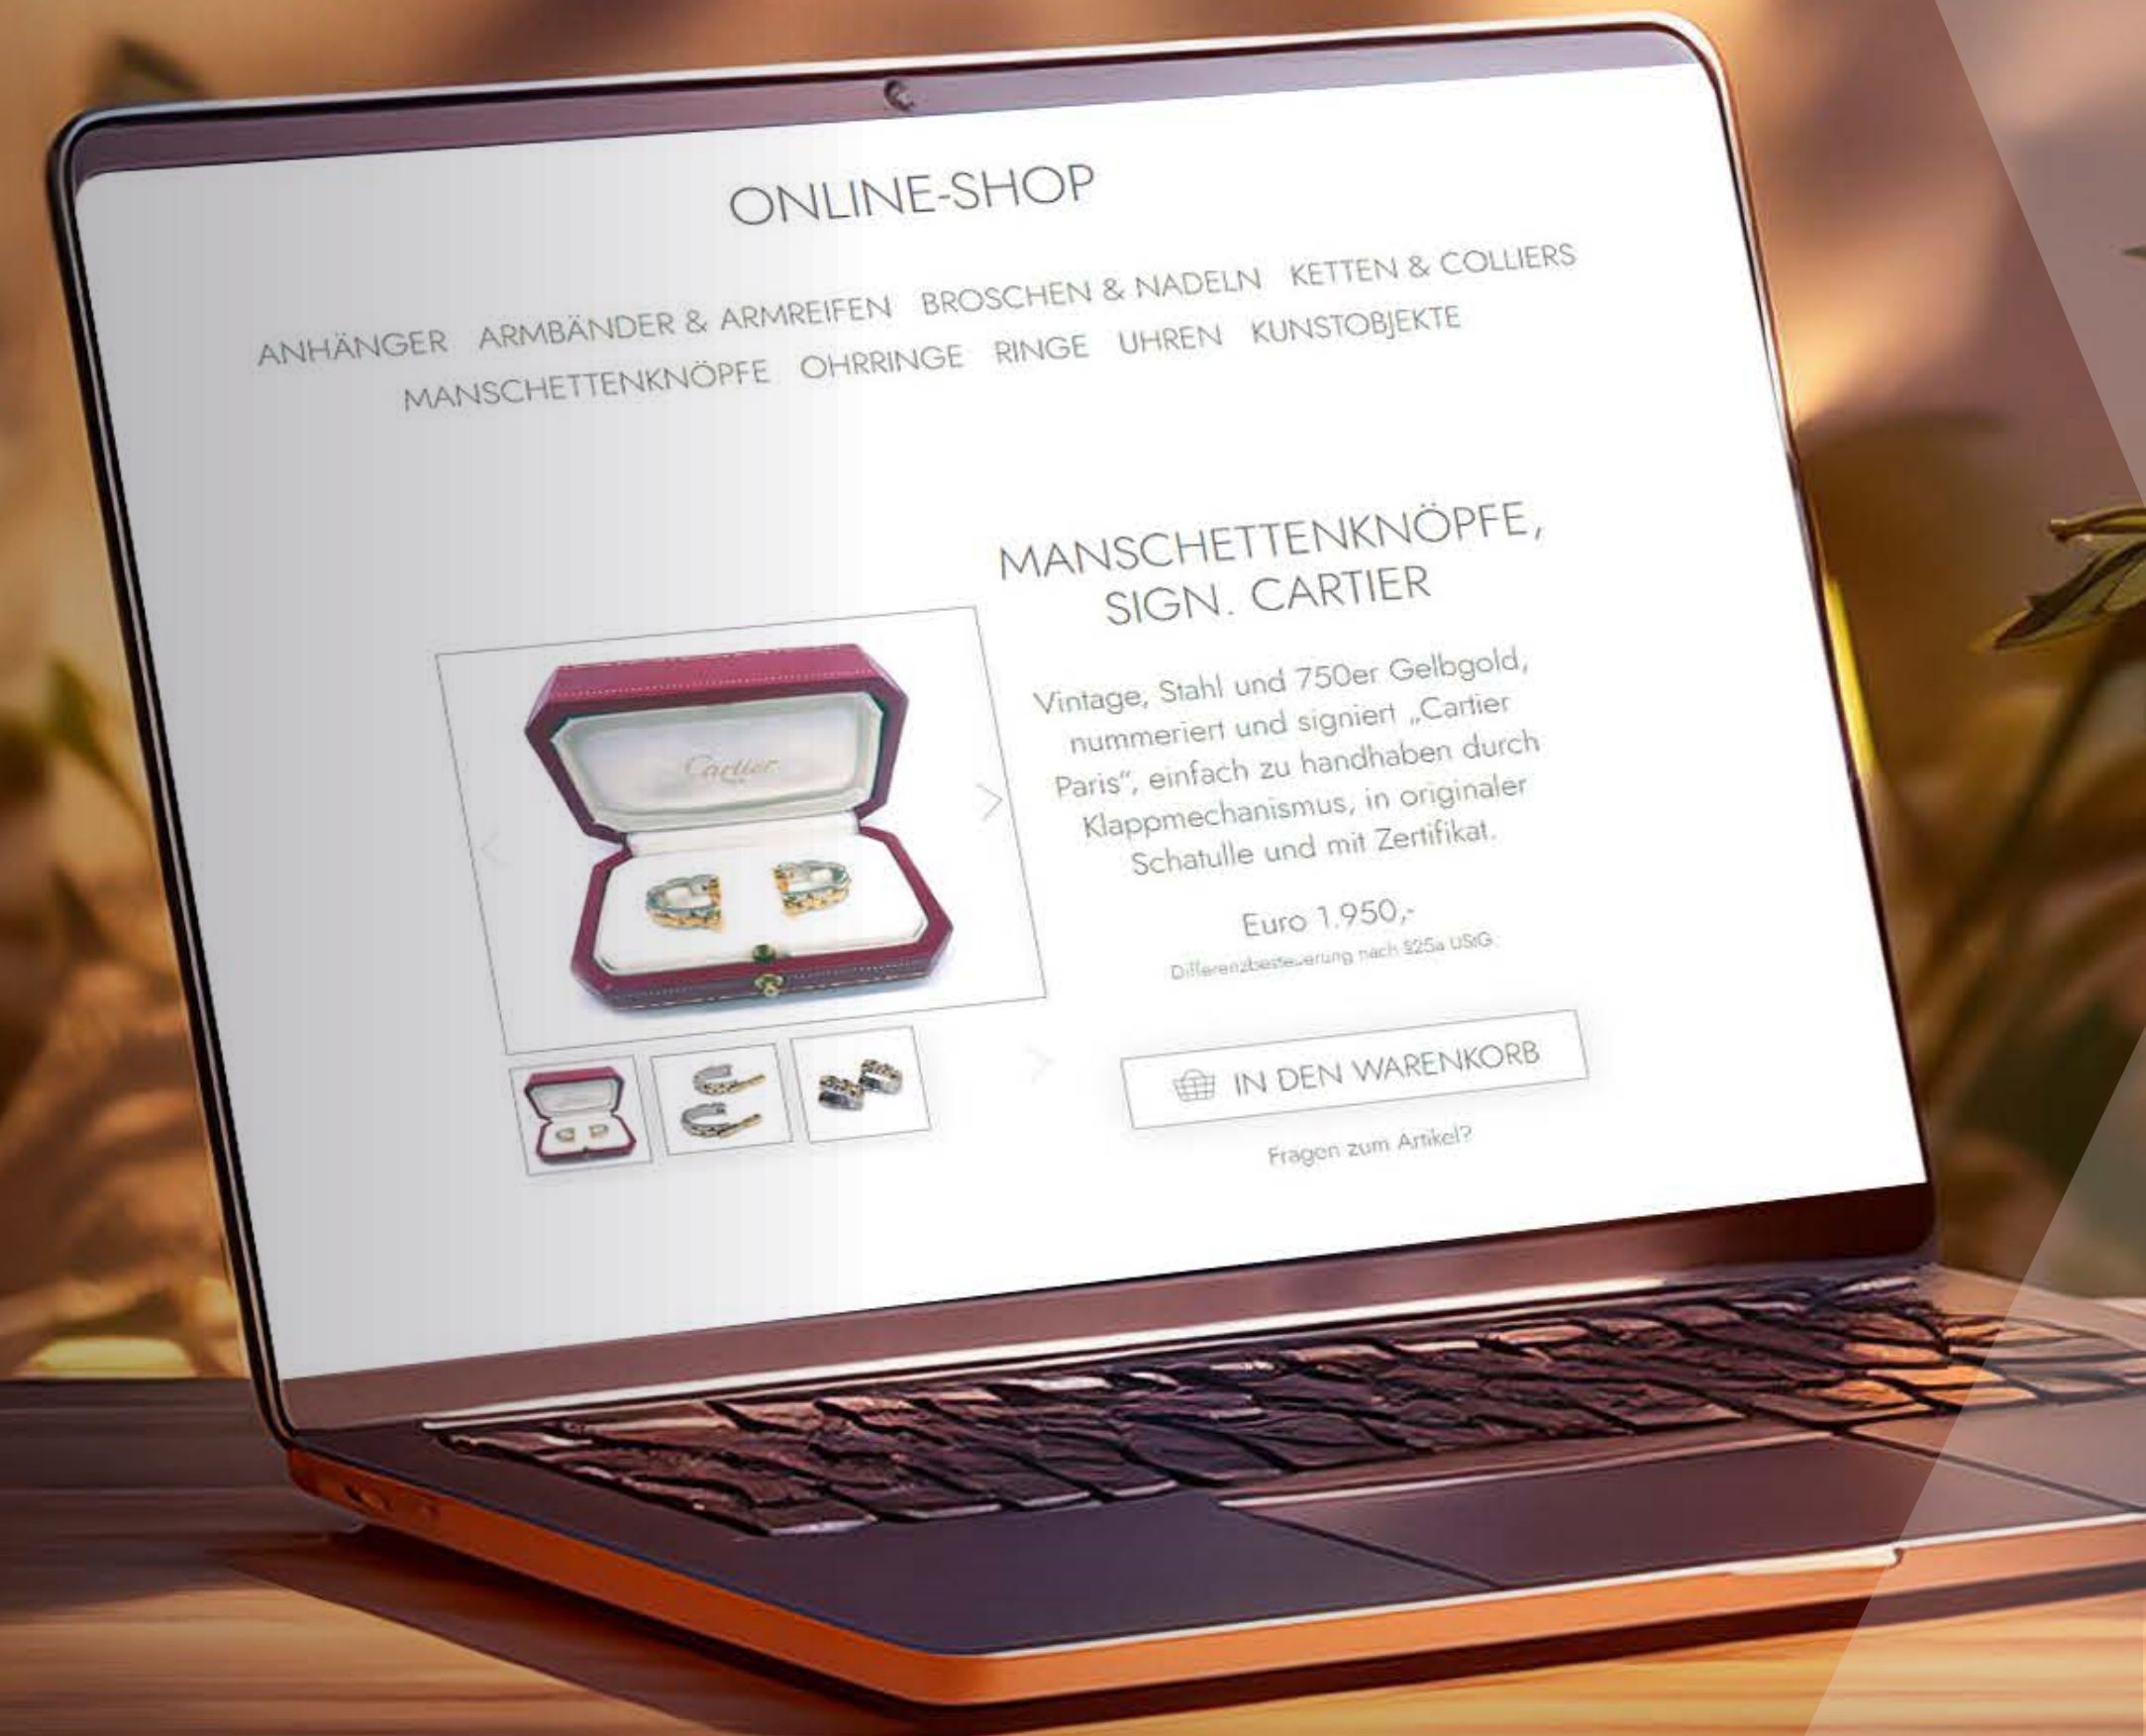 ONLINE-SHOP
ANHÄNGER ARMBÄNDER & ARMREIFEN BROSCHEN & NADELN KETTEN & COLLIERS
MANSCHETTENKNÖPFE OHRRINGE RINGE UHREN KUNSTOBJEKTE
MANSCHETTENKNÖPFE,
SIGN. CARTIER
Vintage, Stahl und 750er Gelbgold,
nummeriert und signiert „Cartier
Paris“, einfach zu handhaben durch
Klappmechanismus, in originaler
Schatulle und mit Zertifikat.
Cartier
Euro 1.950,-
Differenzbesteuerung nach §25a UStG.
IN DEN WARENKORB
Fragen zum Artikel?